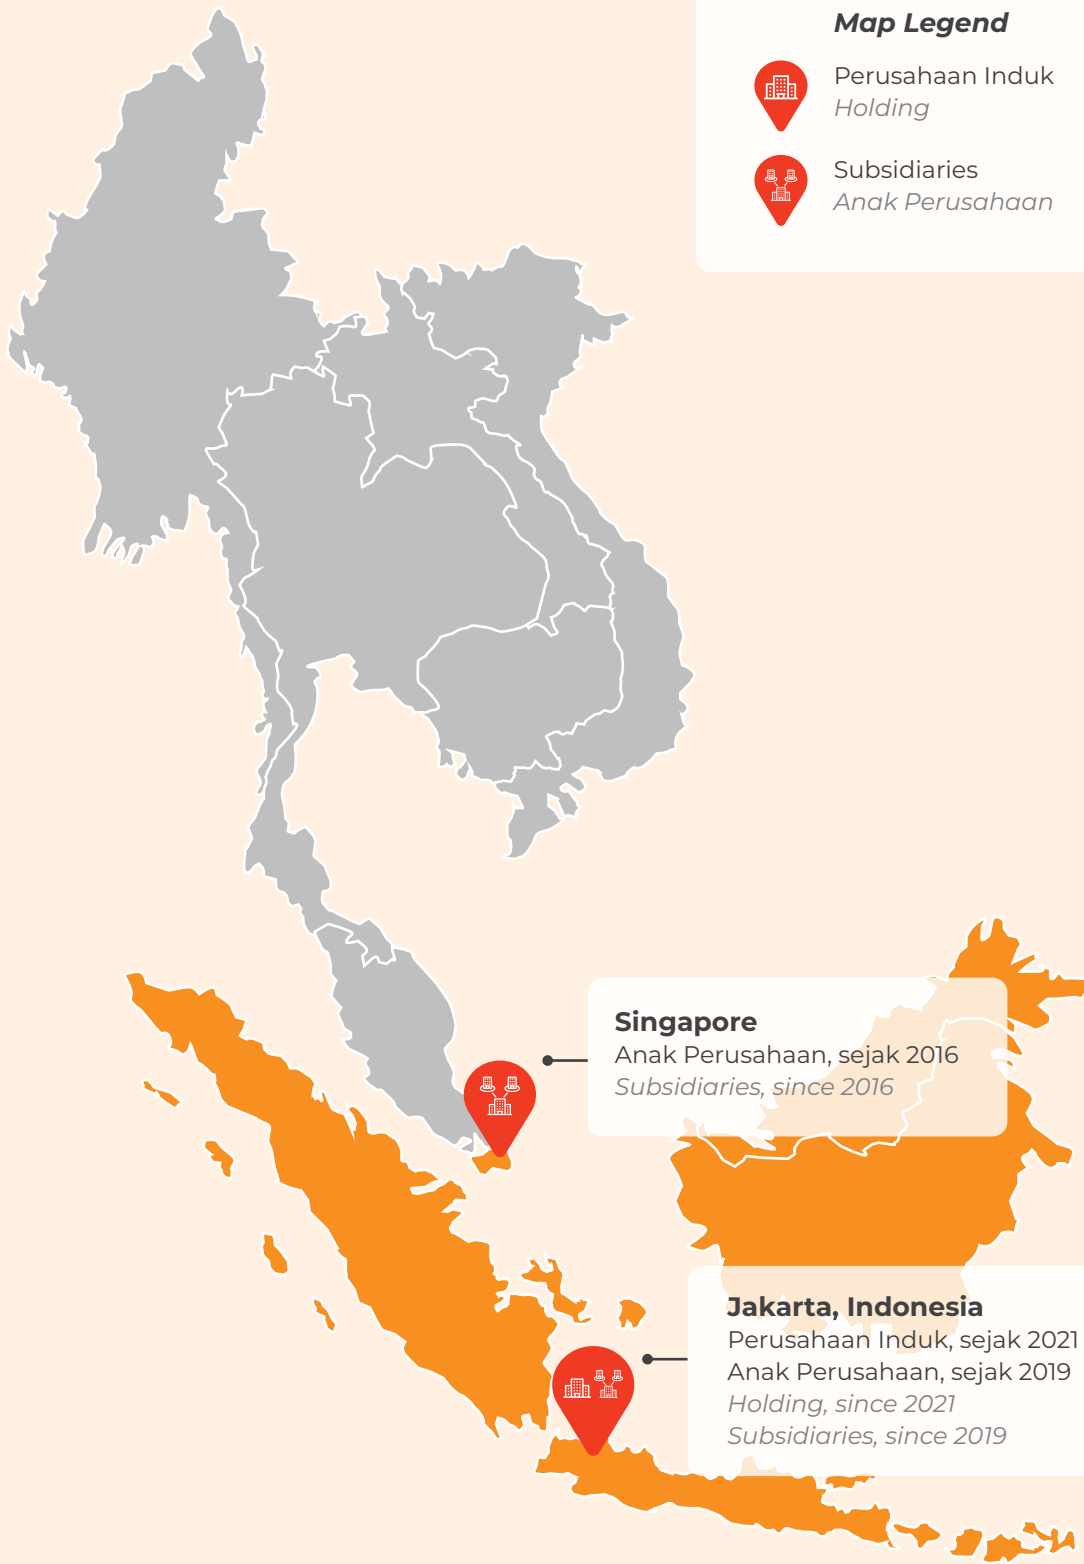 Map Legend
Perusahaan Induk
Holding
Subsidiaries
Anak Perusahaan
Singapore
Anak Perusahaan, sejak 2016
Subsidiaries, since 2016
Jakarta, Indonesia
Perusahaan Induk, sejak 2021
Anak Perusahaan, sejak 2019
Holding, since 2021
Subsidiaries, since 2019